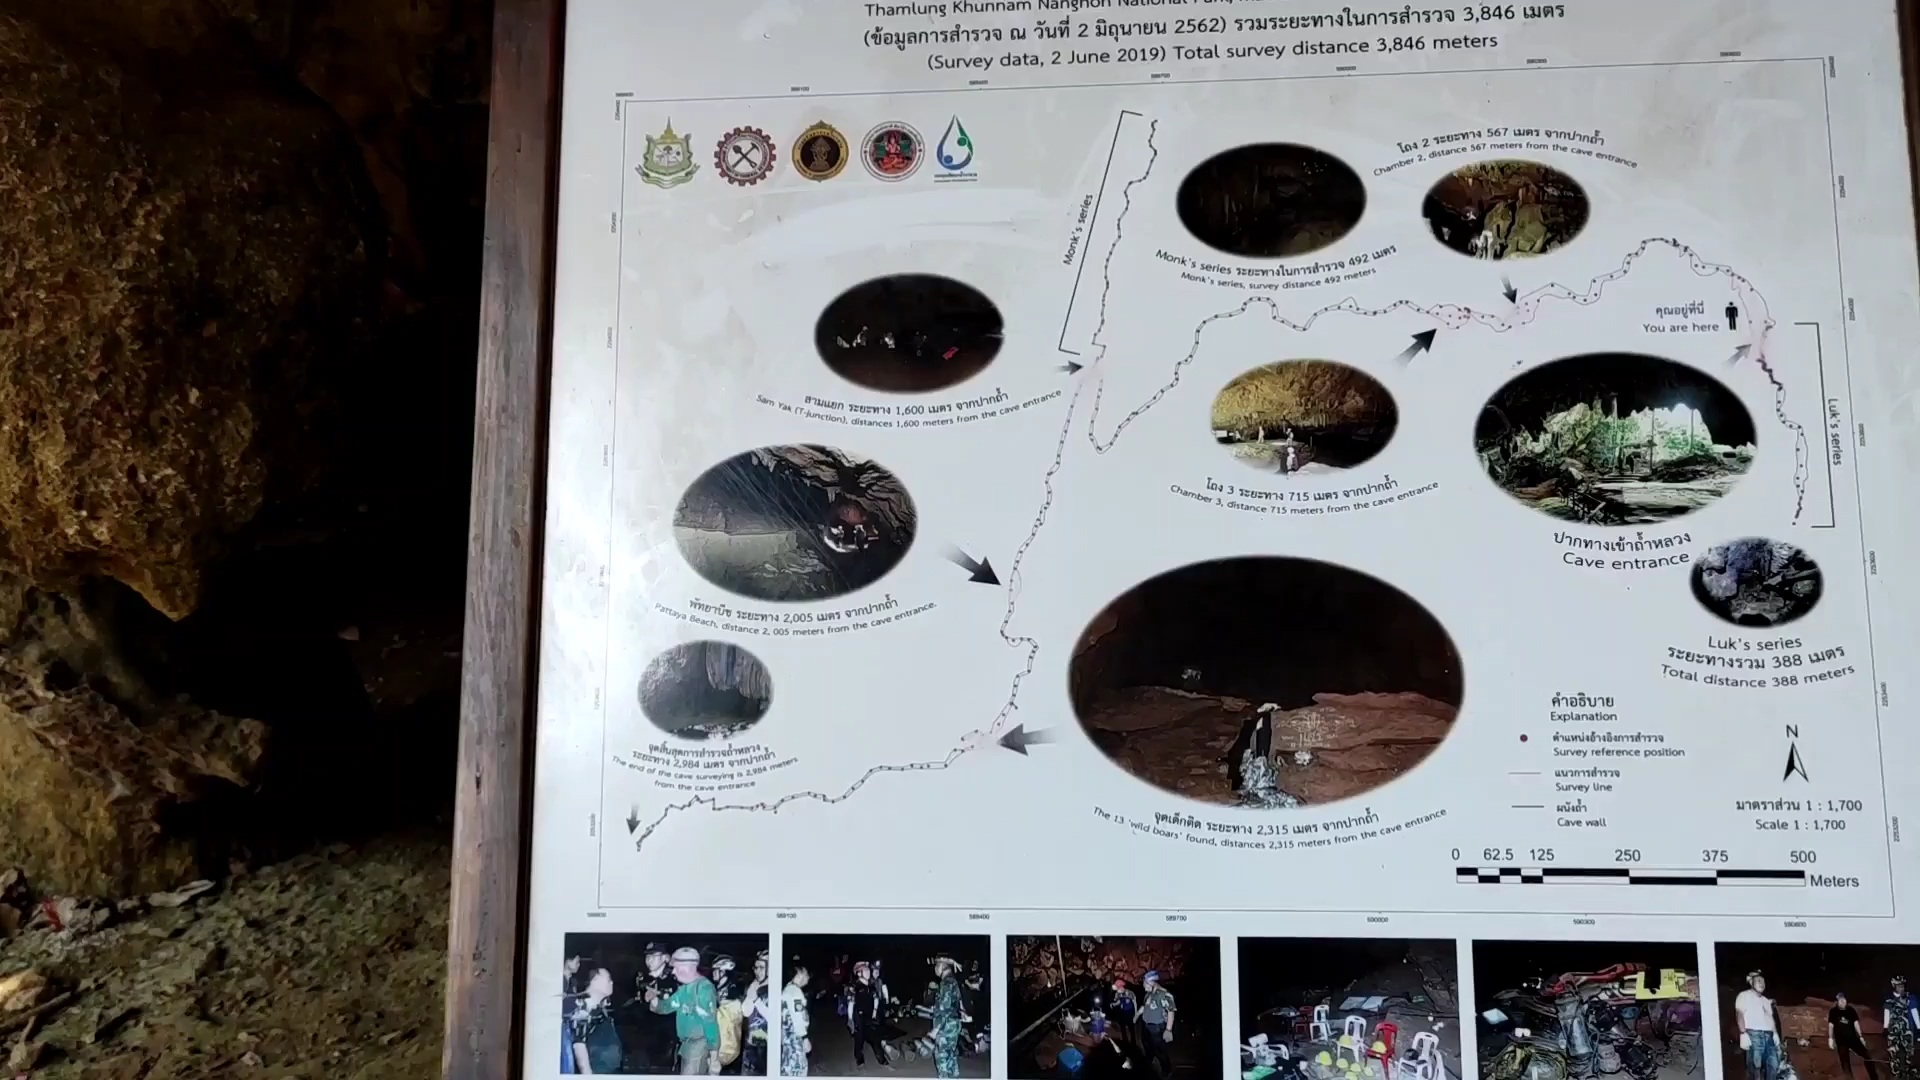 Thamlung Khunnam Nangnon National Park,
(ข้อมูลการสำรวจ ณ วันที่ 2 มิถุนายน 2562) รวมระยะทางในการสำรวจ 3,846 เมตร
(Survey data, 2 June 2019) Total survey distance 3,846 meters
โถง 2 ระยะทาง 567 เมตร จากปากถ้ำ
Chamber 2, distance 567 meters from the cave entrance
Monk's series
Monk's series ระยะทางในการสำรวจ 492 เมตร
Monk's series, survey distance 492 meters
คุณอยู่ที่นี่
You are here
สามแยก ระยะทาง 1,600 เมตร จากปากถ้ำ
Sam Yak (T-junction), distances 1,600 meters from the cave entrance
Luk's series
โถง 3 ระยะทาง 715 เมตร จากปากถ้ำ
Chamber 3, distance 715 meters from the cave entrance
ปากทางเข้าถ้ำหลวง
Cave entrance
พัทยาบีช ระยะทาง 2,005 เมตร จากปากถ้ำ
Pattaya Beach, distance 2, 005 meters from the cave entrance.
Luk's series
ระยะทางรวม 388 เมตร
Total distance 388 meters
จุดสิ้นสุดการสำรวจถ้ำหลวง
ระยะทาง 2,984 เมตร จากปากถ้ำ
The end of the cave surveying is 2,984 meters
from the cave entrance
จุดเด็กติด ระยะทาง 2,315 เมตร จากปากถ้ำ
The 13 'wild boars' found, distances 2,315 meters from the cave entrance
คำอธิบาย
Explanation
ตำแหน่งอ้างอิงการสำรวจ
Survey reference position
แนวการสำรวจ
Survey line
ผนังถ้ำ
Cave wall
N
มาตราส่วน 1 : 1,700
Scale 1 : 1,700
0 62.5 125 250 375 500
Meters